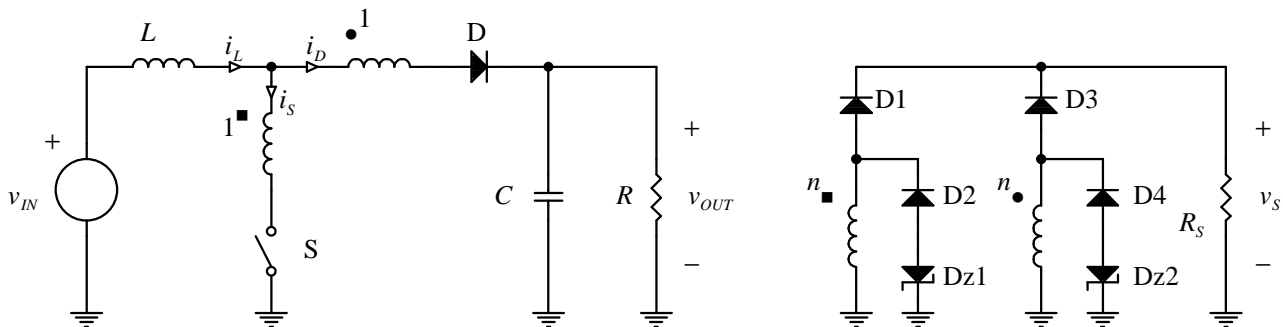 1
L
i_L
i_D
D
i_S
1
+
v_IN
S
C
R
+
v_OUT
−
D1
D3
n
D2
n
D4
R_S
+
v_S
−
Dz1
Dz2